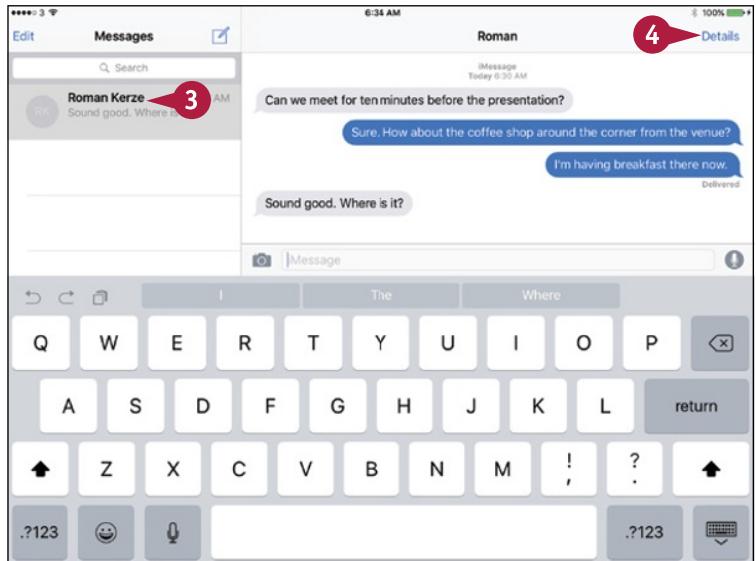 3 6:34 AM 100%
Edit Messages Roman 4 Details
Search
iMessage
Today 6:30 AM
RK Roman Kerze 3 AM
Sound good. Where is
Can we meet for ten minutes before the presentation?
Sure. How about the coffee shop around the corner from the venue?
I'm having breakfast there now.
Delivered
Sound good. Where is it?
iMessage
I The Where
Q W E R T Y U I O P
A S D F G H J K L return
Z X C V B N M ! , ? .
.?123 .?123